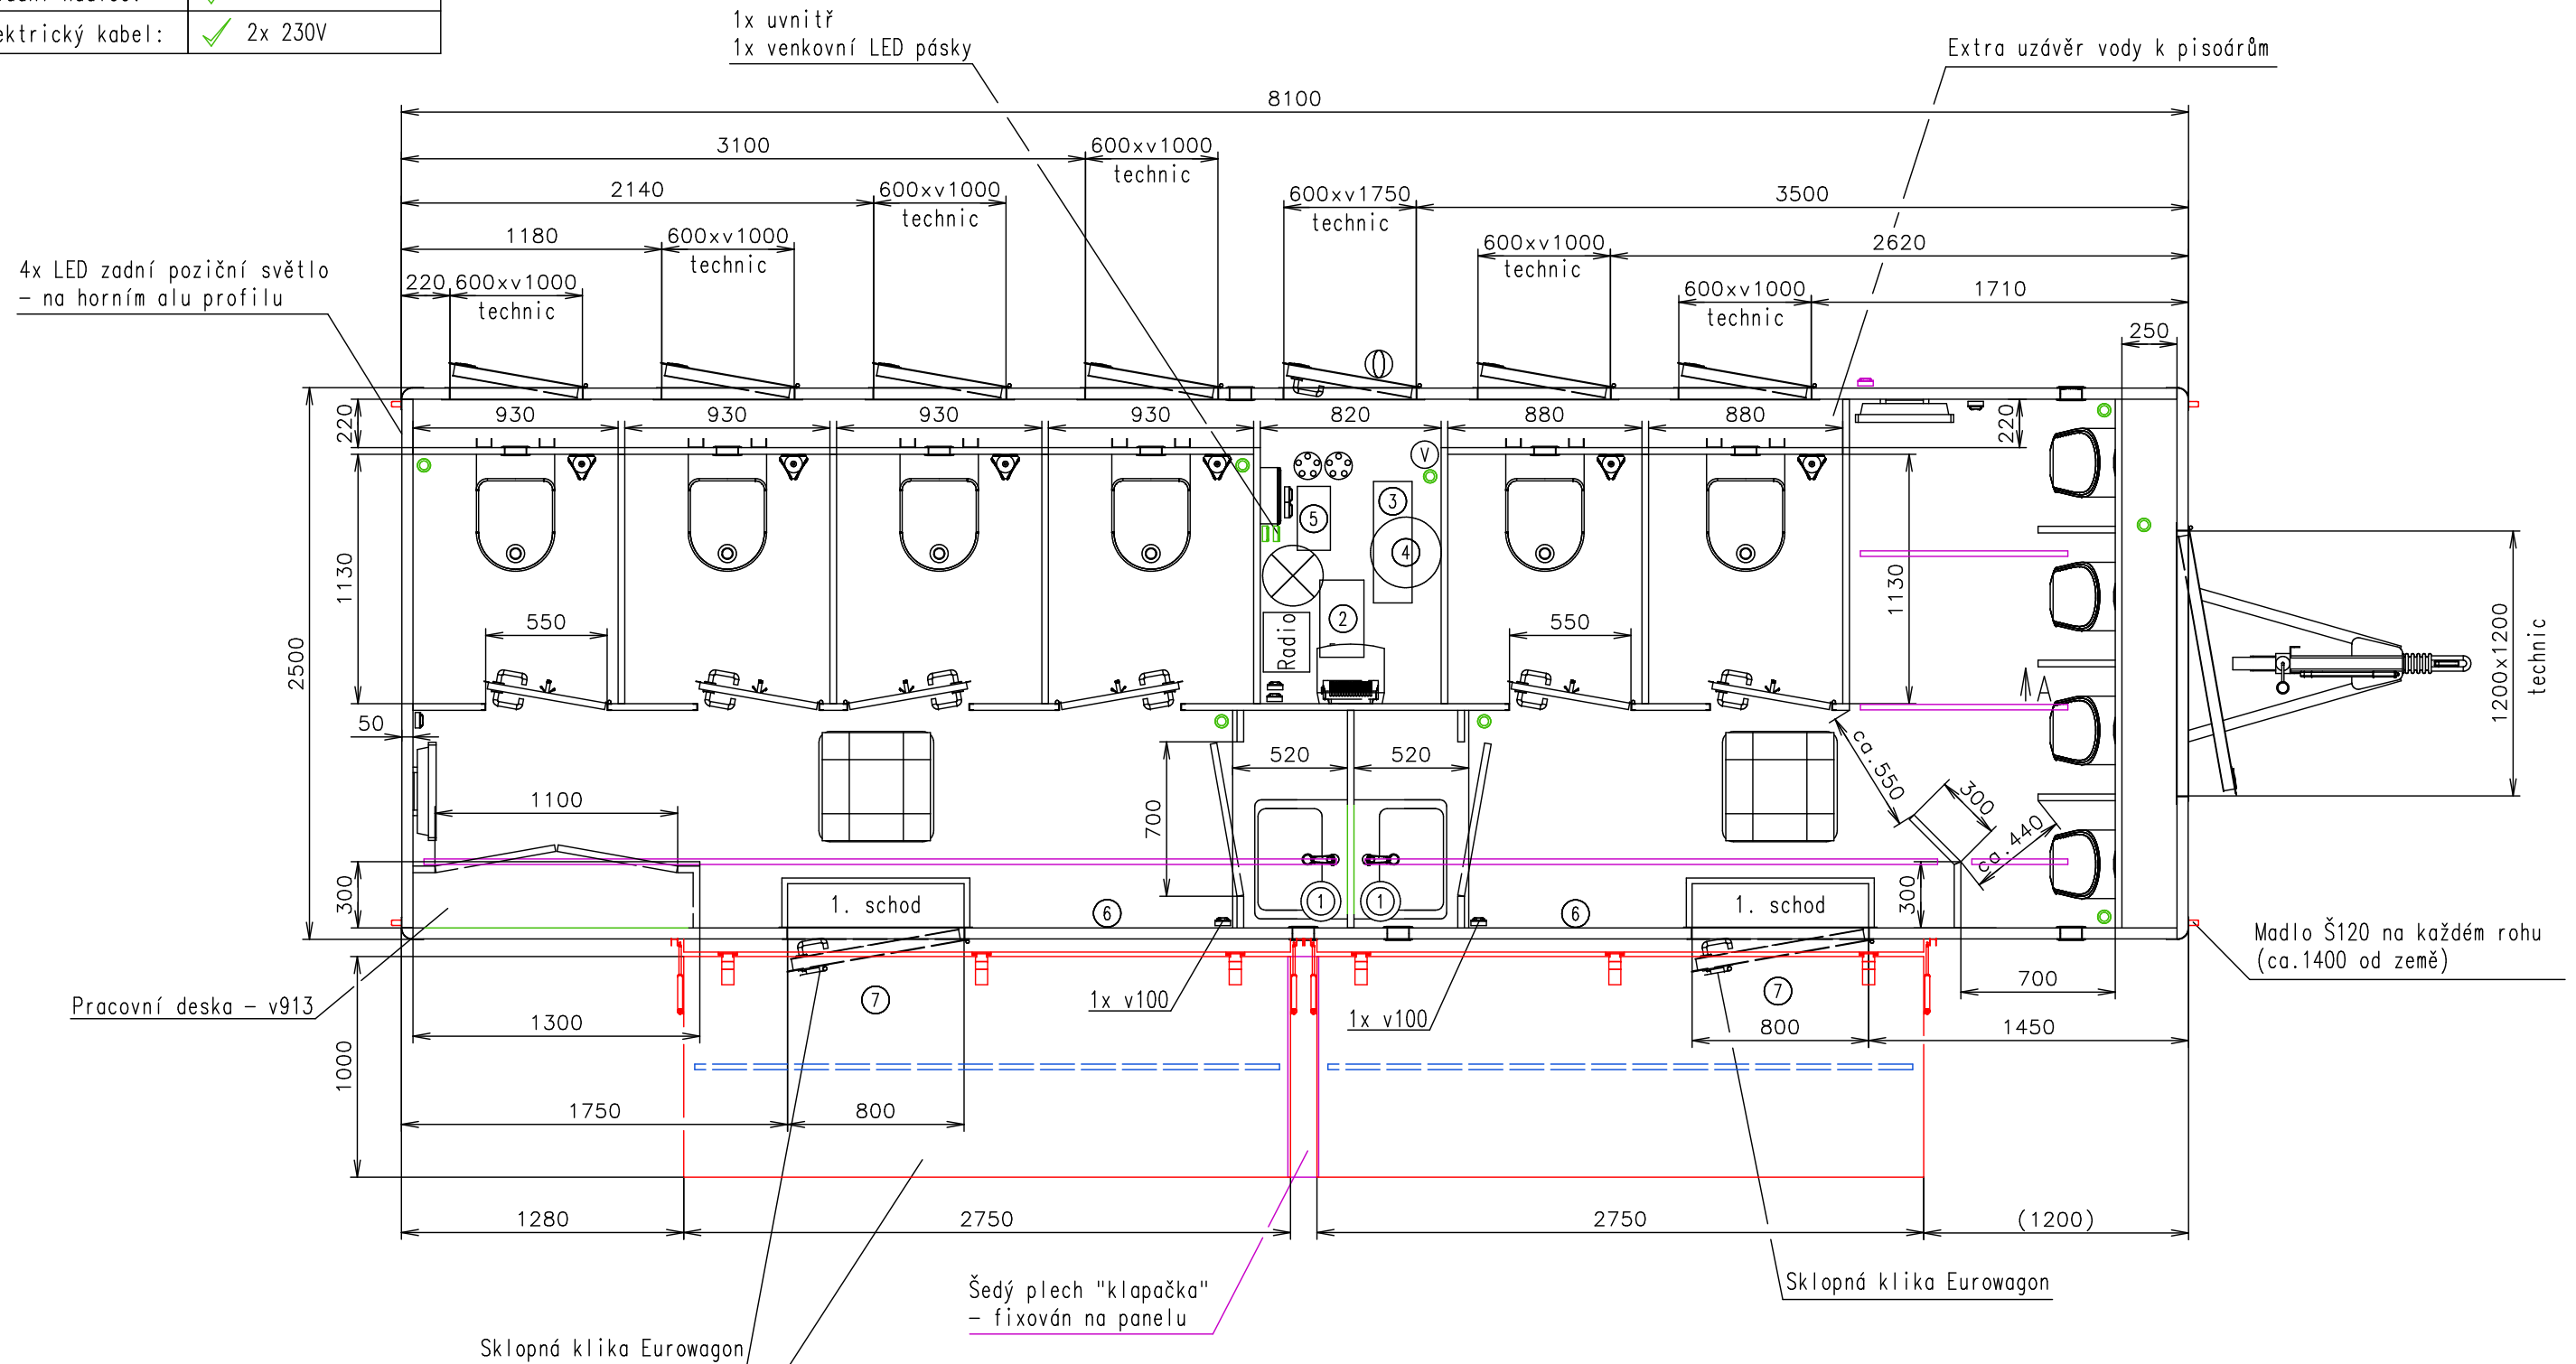 kabel:
2x 230V
1x uvnitř
1x venkovní LED pásky
Extra uzávěr vody k pisoárům
8100
3100
600xv1000
technic
2140
600xv1000
technic
600xv1750
technic
3500
1180
600xv1000
technic
600xv1000
technic
2620
4x LED zadní poziční světlo
– na horním alu profilu
220
600xv1000
technic
600xv1000
technic
1710
250
220
930
930
930
930
820
880
880
220
V
3
5
4
1130
1130
2500
550
Radio
2
550
A
1200x1200
technic
50
520
520
ca.550
300
1100
700
ca.440
300
1. schod
6
1
1
6
1. schod
300
Madlo Š120 na každém rohu
(ca.1400 od země)
Pracovní deska – v913
7
1x v100
1x v100
7
700
1300
800
1450
1000
1750
800
1280
2750
2750
(1200)
Šedý plech "klapačka"
– fixován na panelu
Sklopná klika Eurowagon
Sklopná klika Eurowagon